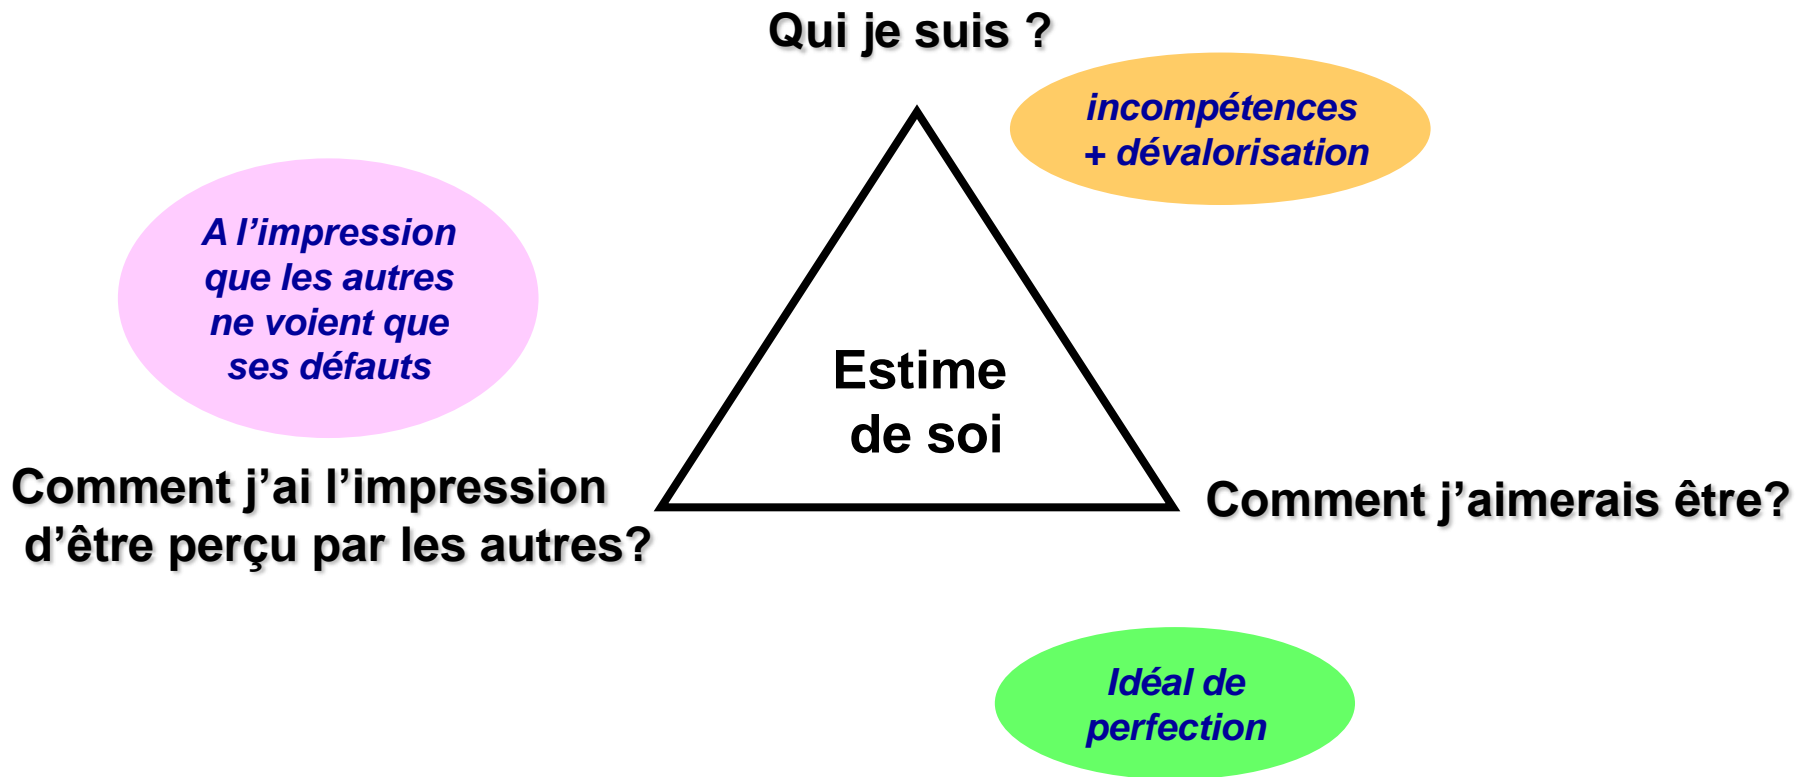 Qui je suis ?
incompétences
+ dévalorisation
A l’impression
que les autres
ne voient que
ses défauts
Estime
de soi
Comment j’ai l’impression
d’être perçu par les autres?
Comment j’aimerais être?
Idéal de
perfection